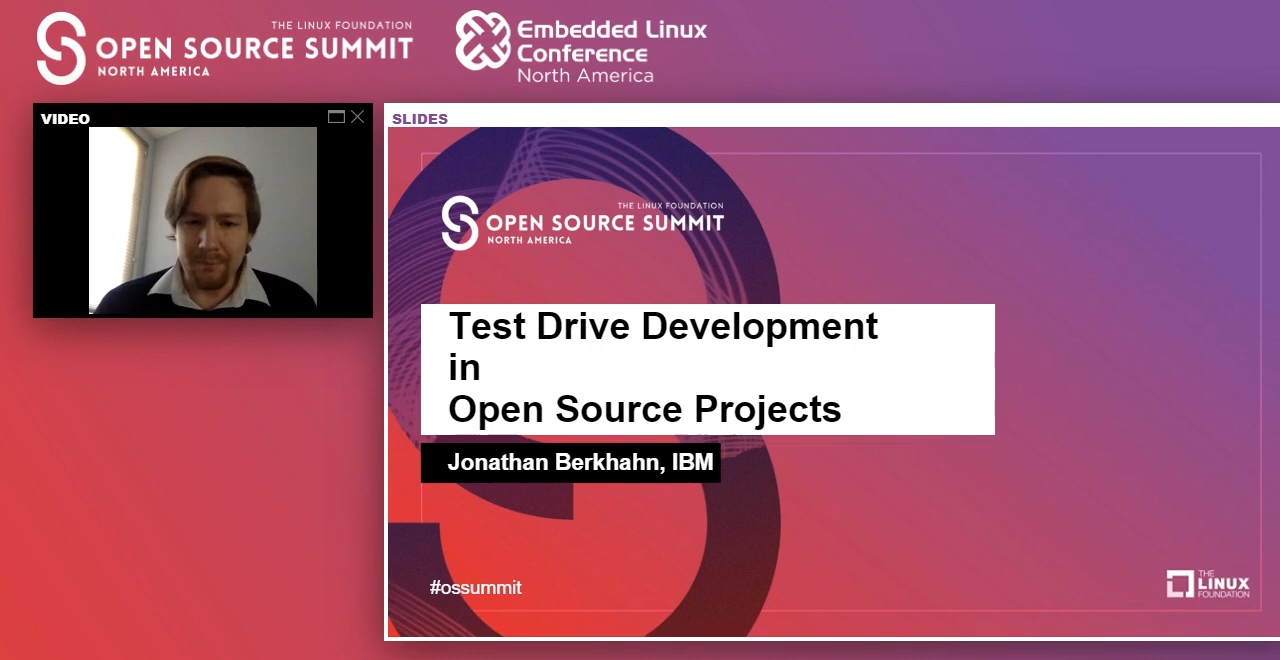 THE LINUX FOUNDATION
OPEN SOURCE SUMMIT
NORTH AMERICA
Embedded Linux
Conference
North America
VIDEO
SLIDES
THE LINUX FOUNDATION
OPEN SOURCE SUMMIT
NORTH AMERICA
Test Drive Development
in
Open Source Projects
Jonathan Berkhahn, IBM
#ossummit
THE
LINUX
FOUNDATION